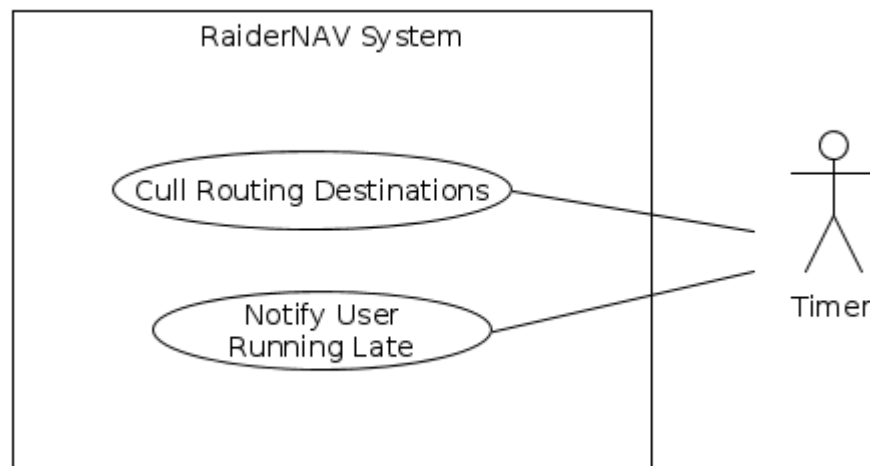 RaiderNAV System
Cull Routing Destinations
Notify User
Running Late
Timer